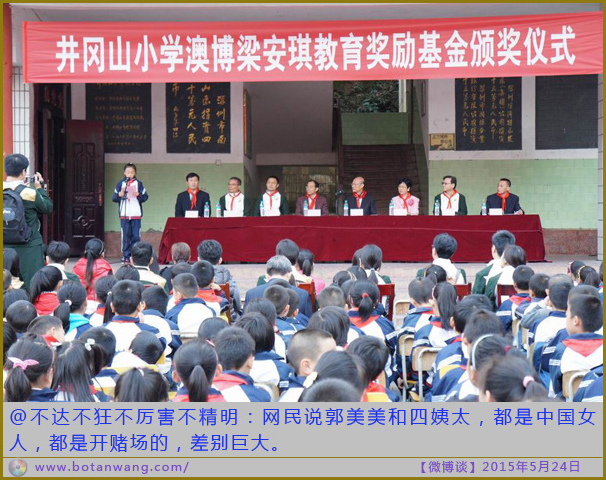 井冈山小学澳博梁安琪教育奖励基金颁奖仪式
@不达不狂不厉害不精明：网民说郭美美和四姨太，都是中国女
人，都是开赌场的，差别巨大。
www.botanwang.com/
【微博谈】2015年5月24日